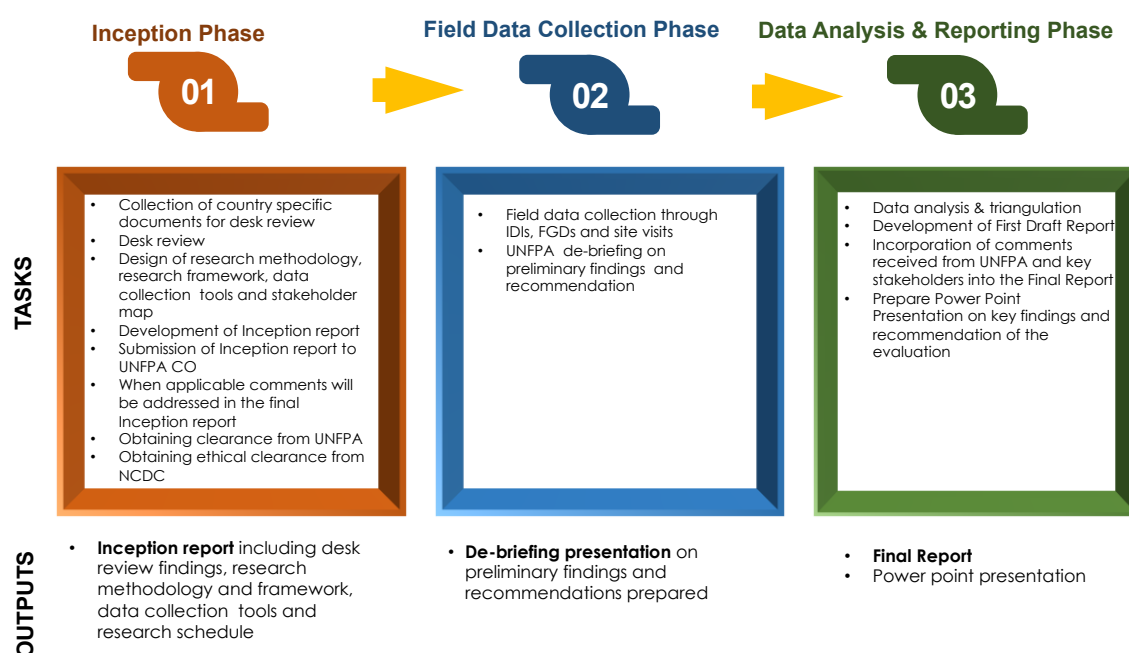 Inception Phase
Field Data Collection Phase
Data Analysis & Reporting Phase
01
02
03
TASKS
• Collection of country specific
documents for desk review
• Desk review
• Design of research methodology,
research framework, data
collection tools and stakeholder
map
• Development of Inception report
• Submission of Inception report to
UNFPA CO
• When applicable comments will
be addressed in the final
Inception report
• Obtaining clearance from UNFPA
• Obtaining ethical clearance from
NCDC
• Field data collection through
IDIs, FGDs and site visits
• UNFPA de-briefing on
preliminary findings and
recommendation
• Data analysis & triangulation
• Development of First Draft Report
• Incorporation of comments
received from UNFPA and key
stakeholders into the Final Report
• Prepare Power Point
Presentation on key findings and
recommendation of the
evaluation
OUTPUTS
• Inception report including desk
review findings, research
methodology and framework,
data collection tools and
research schedule
• De-briefing presentation on
preliminary findings and
recommendations prepared
• Final Report
• Power point presentation